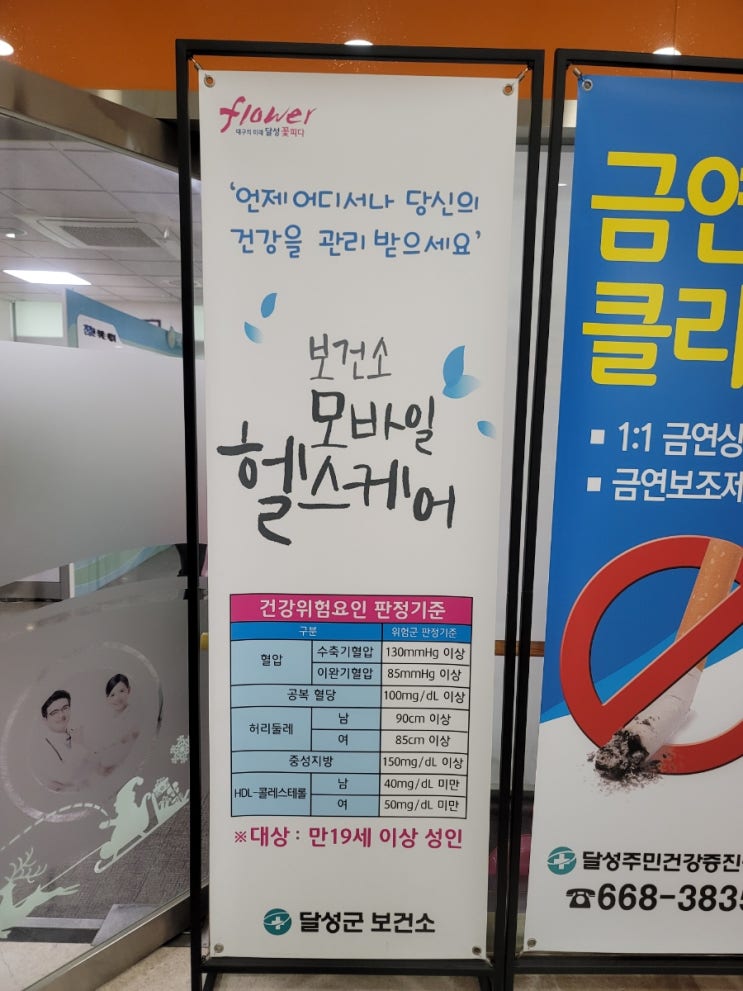 flower
대구의 미래 달성 꽃피다
'언제 어디서나 당신의
건강을 관리 받으세요'
보건소
모바일
헬스케어
건강위험요인 판정기준
구분 위험군 판정기준
혈압 수축기혈압 130mmHg 이상
이완기혈압 85mmHg 이상
공복 혈당 100mg/dL 이상
허리둘레 남 90cm 이상
여 85cm 이상
중성지방 150mg/dL 이상
HDL-콜레스테롤 남 40mg/dL 미만
여 50mg/dL 미만
※대상 : 만19세 이상 성인
달성군 보건소
금연
클리
▪ 1:1 금연상
▪ 금연보조제
달성주민건강증진
☎668-3835